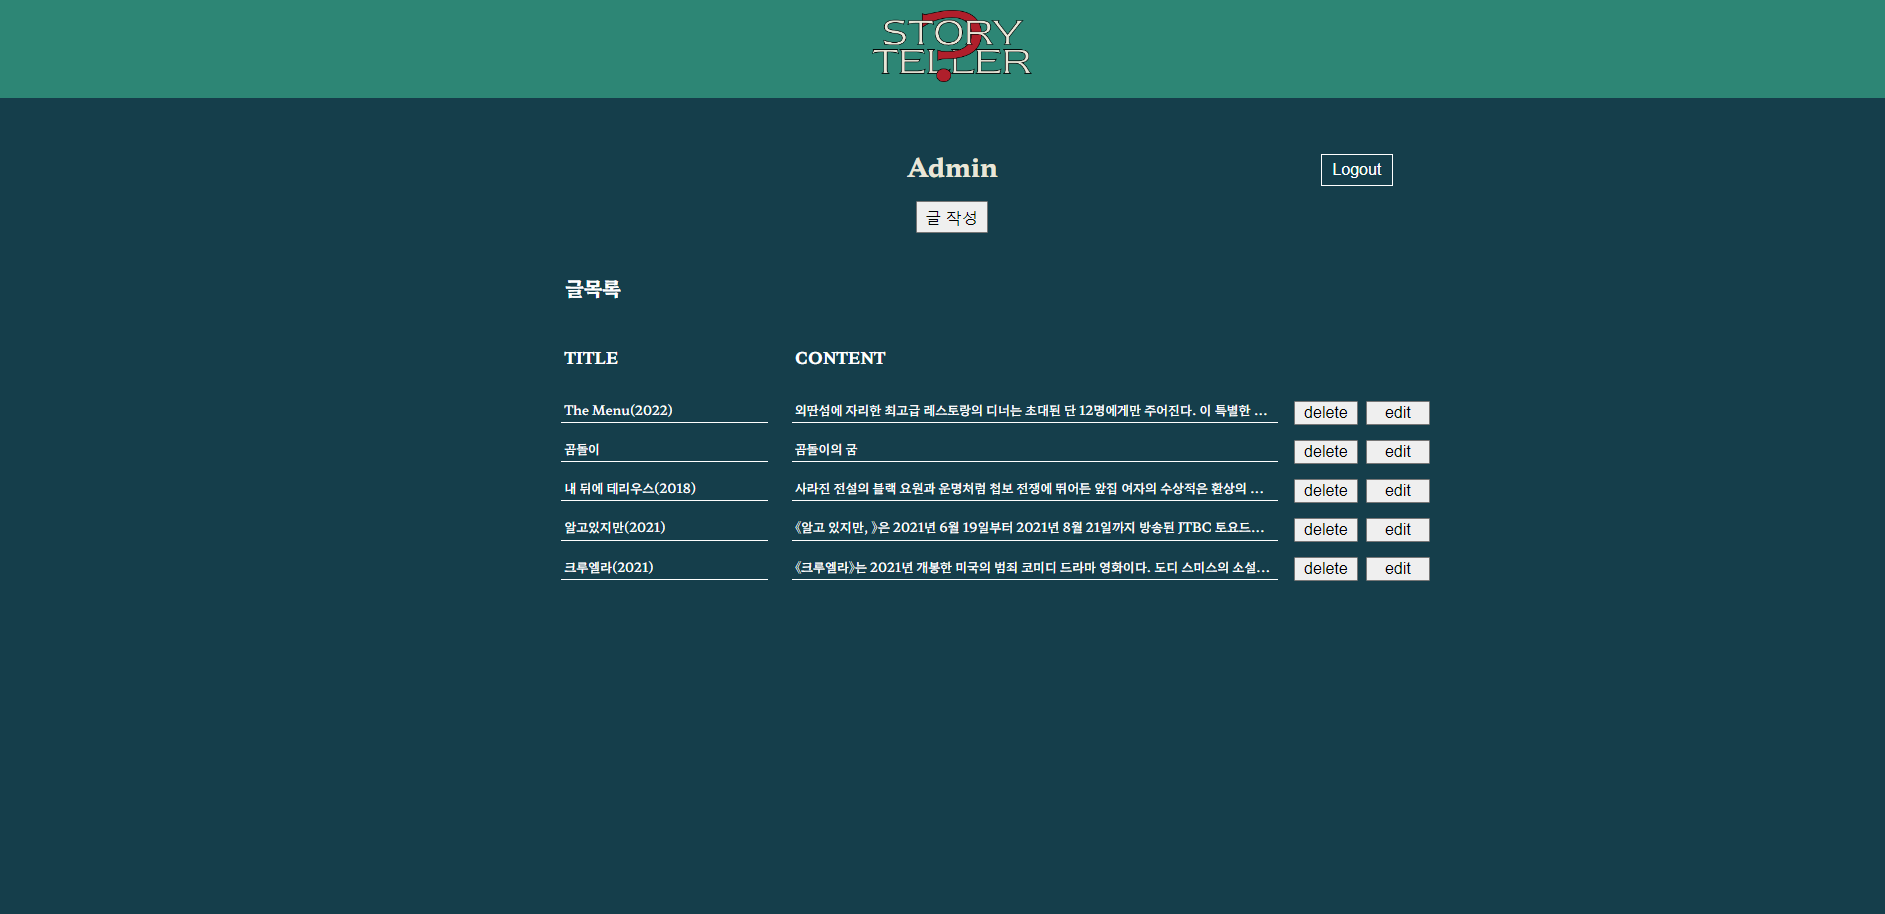 STORY
TELLER
Admin
Logout
글 작성
글목록
TITLE CONTENT
The Menu(2022) 외딴섬에 자리한 최고급 레스토랑의 디너는 초대된 단 12명에게만 주어진다. 이 특별한 ... delete edit
곰돌이 곰돌이의 굼 delete edit
내 뒤에 테리우스(2018) 사라진 전설의 블랙 요원과 운명처럼 첩보 전쟁에 뛰어든 앞집 여자의 수상적은 환상의 ... delete edit
알고있지만(2021) 《알고 있지만, 》은 2021년 6월 19일부터 2021년 8월 21일까지 방송된 JTBC 토요드... delete edit
크루엘라(2021) 《크루엘라》는 2021년 개봉한 미국의 범죄 코미디 드라마 영화이다. 도디 스미스의 소설... delete edit